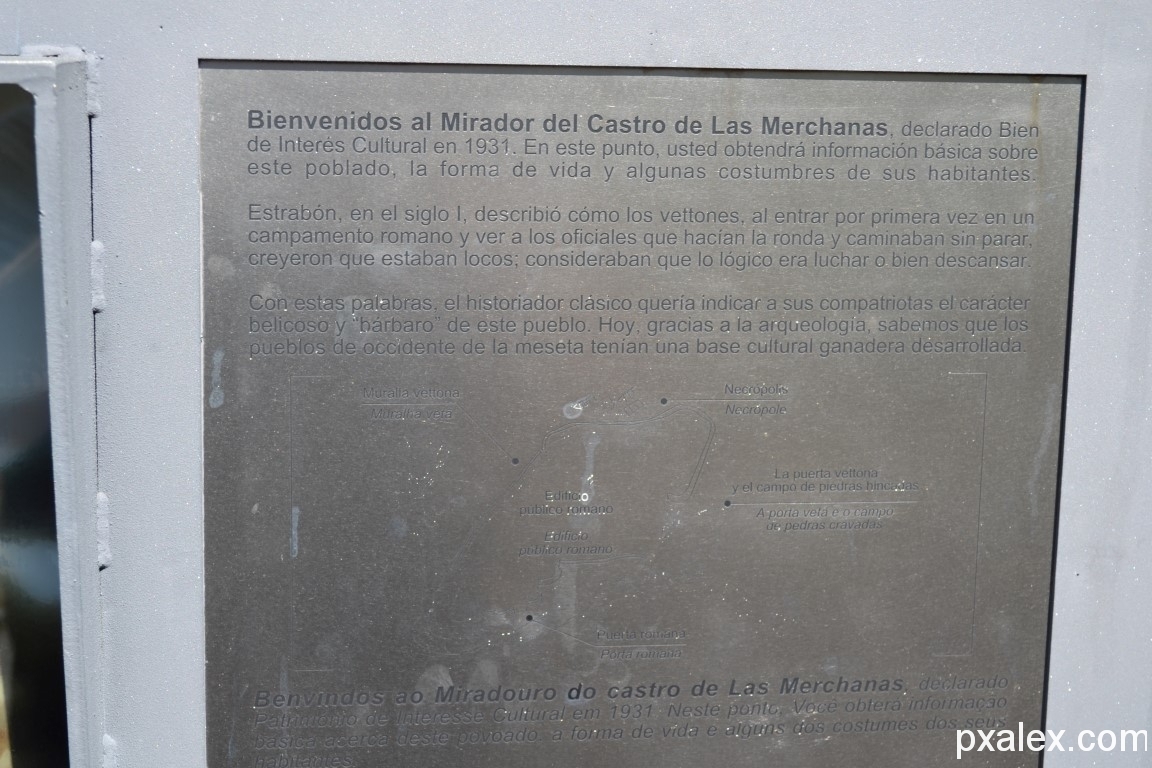 Bienvenidos al Mirador del Castro de Las Merchanas, declarado Bien
de Interés Cultural en 1931. En este punto, usted obtendrá información básica sobre
este poblado, la forma de vida y algunas costumbres de sus habitantes.
Estrabón, en el siglo I, describió cómo los vettones, al entrar por primera vez en un
campamento romano y ver a los oficiales que hacían la ronda y caminaban sin parar,
creyeron que estaban locos; consideraban que lo lógico era luchar o bien descansar.
Con estas palabras, el historiador clásico quería indicar a sus compatriotas el carácter
belicoso y "bárbaro" de este pueblo. Hoy, gracias a la arqueología, sabemos que los
pueblos de occidente de la meseta tenían una base cultural ganadera desarrollada.
Muralla vettona
Muralha veta
Necrópolis
Necrópole
La puerta vettona
y el campo de piedras hincadas
A porta veta e o campo
de pedras cravadas
Edificio
público romano
Edifício
público romano
Puerta romana
Porta romana
Benvindos ao Miradouro do castro de Las Merchanas, declarado
Património de Interesse Cultural em 1931. Neste ponto, Você obterá informação
básica acerca deste povoado, a forma de vida e alguns dos costumes dos seus
habitantes.
pxalex.com